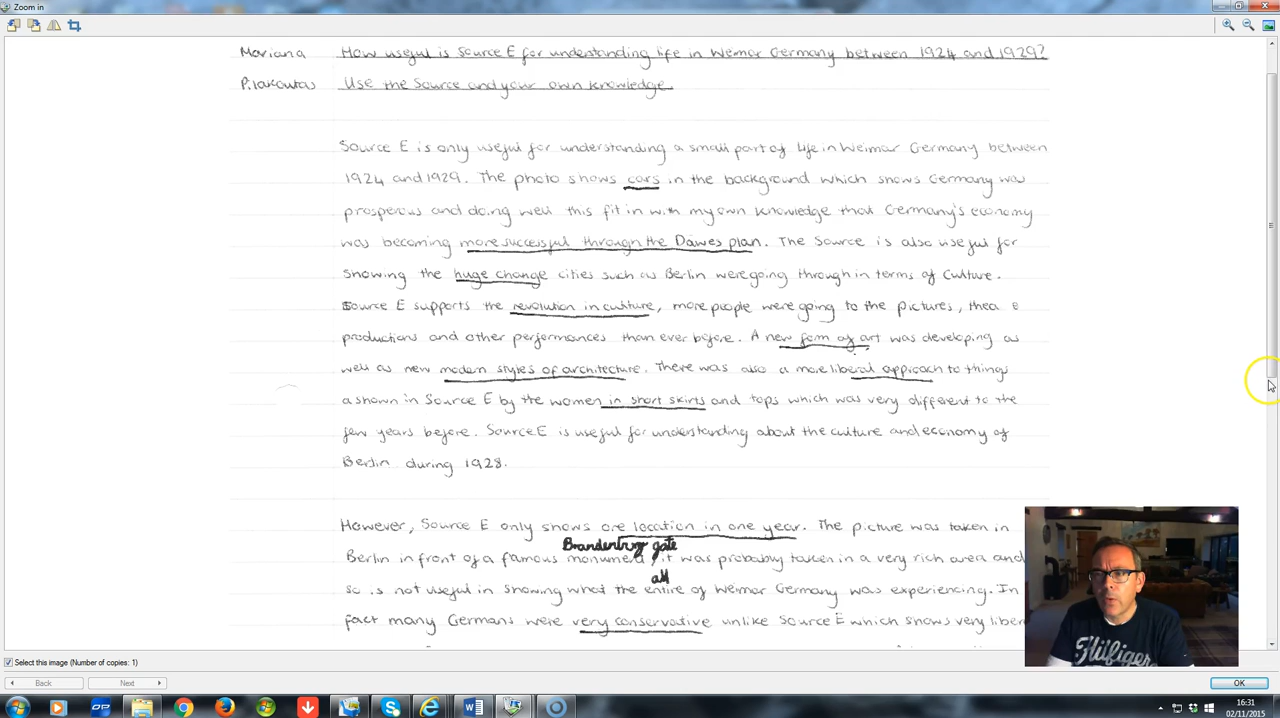 Zoom in
Mariana How useful is Source E for understanding life in Weimar Germany between 1924 and 1929?
P.lakoutas Use the Source and your own knowledge
Source E is only useful for understanding a small part of life in Weimar Germany between
1924 and 1929. The photo shows cars in the background which shows Germany was
prosperous and doing well this fit in with my own knowledge that Germany's economy
was becoming more successful through the Dawes plan. The Source is also useful for
showing the huge change cities such as Berlin were going through in terms of Culture.
Source E supports the revolution in culture, more people were going to the pictures, thea e
productions and other performances than ever before. A new form of art was developing as
well as new modern styles of architecture. There was also a more liberal approach to things
a shown in Source E by the women in short skirts and tops which was very different to the
few years before. Source E is useful for understanding about the culture and economy of
Berlin during 1928.
However, Source E only shows one location in one year. The picture was taken in
Brandenburg gate
Berlin in front of a famous monument, it was probably taken in a very rich area and
all
so is not useful in showing what the entire of Weimar Germany was experiencing. In
fact many Germans were very conservative unlike Source E which shows very liber
Hilfiger
Select this image (Number of copies: 1)
Back
Next
OK
16:31
02/11/2015